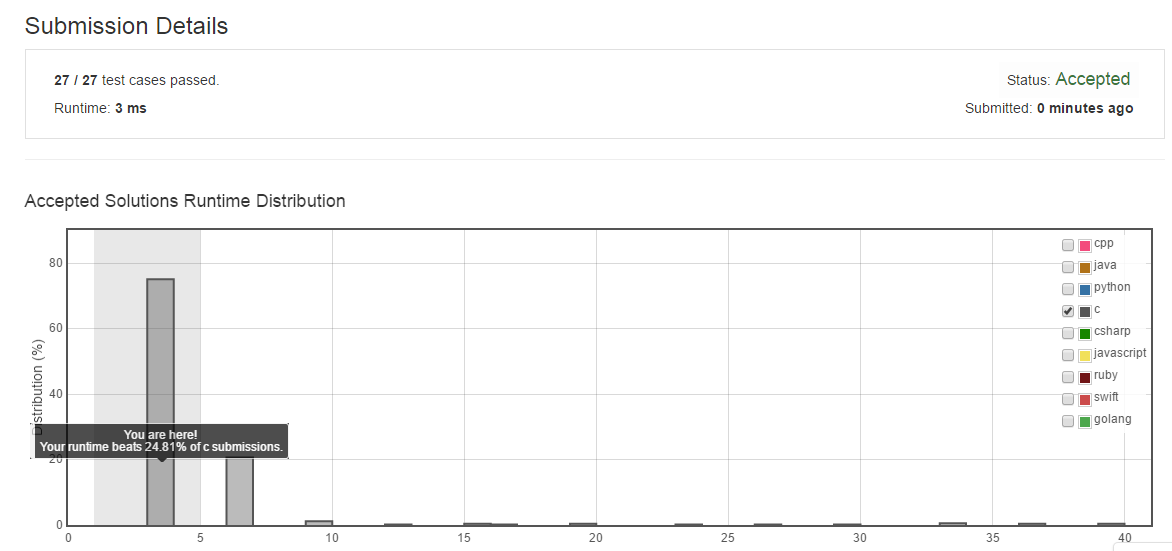 Submission Details
27 / 27 test cases passed.
Status: Accepted
Runtime: 3 ms
Submitted: 0 minutes ago
Accepted Solutions Runtime Distribution
Distribution (%)
80
60
40
20
0
You are here!
Your runtime beats 24.81% of c submissions.
cpp
java
python
c
csharp
javascript
ruby
swift
golang
0 5 10 15 20 25 30 35 40